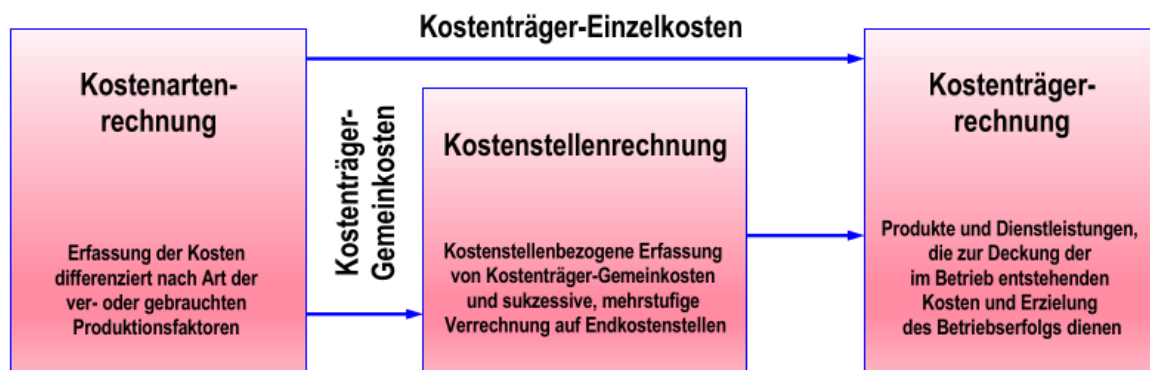 Kostenträger-Einzelkosten
Kostenarten-
rechnung
Erfassung der Kosten
differenziert nach Art der
ver- oder gebrauchten
Produktionsfaktoren
Kostenträger-
Gemeinkosten
Kostenstellenrechnung
Kostenstellenbezogene Erfassung
von Kostenträger-Gemeinkosten
und sukzessive, mehrstufige
Verrechnung auf Endkostenstellen
Kostenträger-
rechnung
Produkte und Dienstleistungen,
die zur Deckung der
im Betrieb entstehenden
Kosten und Erzielung
des Betriebserfolgs dienen